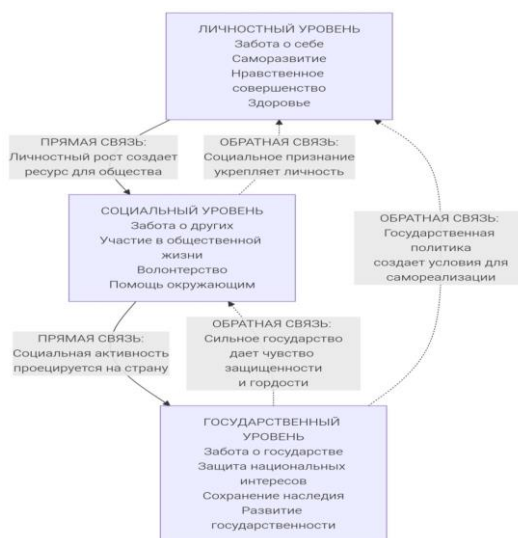 ЛИЧНОСТНЫЙ УРОВЕНЬ
Забота о себе
Саморазвитие
Нравственное
совершенство
Здоровье
ПРЯМАЯ СВЯЗЬ:
Личностный рост создает
ресурс для общества
ОБРАТНАЯ СВЯЗЬ:
Социальное признание
укрепляет личность
СОЦИАЛЬНЫЙ УРОВЕНЬ
Забота о других
Участие в общественной
жизни
Волонтерство
Помощь окружающим
ОБРАТНАЯ СВЯЗЬ:
Государственная
политика
создает условия для
самореализации
ПРЯМАЯ СВЯЗЬ:
Социальная активность
проецируется на страну
ОБРАТНАЯ СВЯЗЬ:
Сильное государство
дает чувство
защищенности
и гордости
ГОСУДАРСТВЕННЫЙ
УРОВЕНЬ
Забота о государстве
Защита национальных
интересов
Сохранение наследия
Развитие
государственности